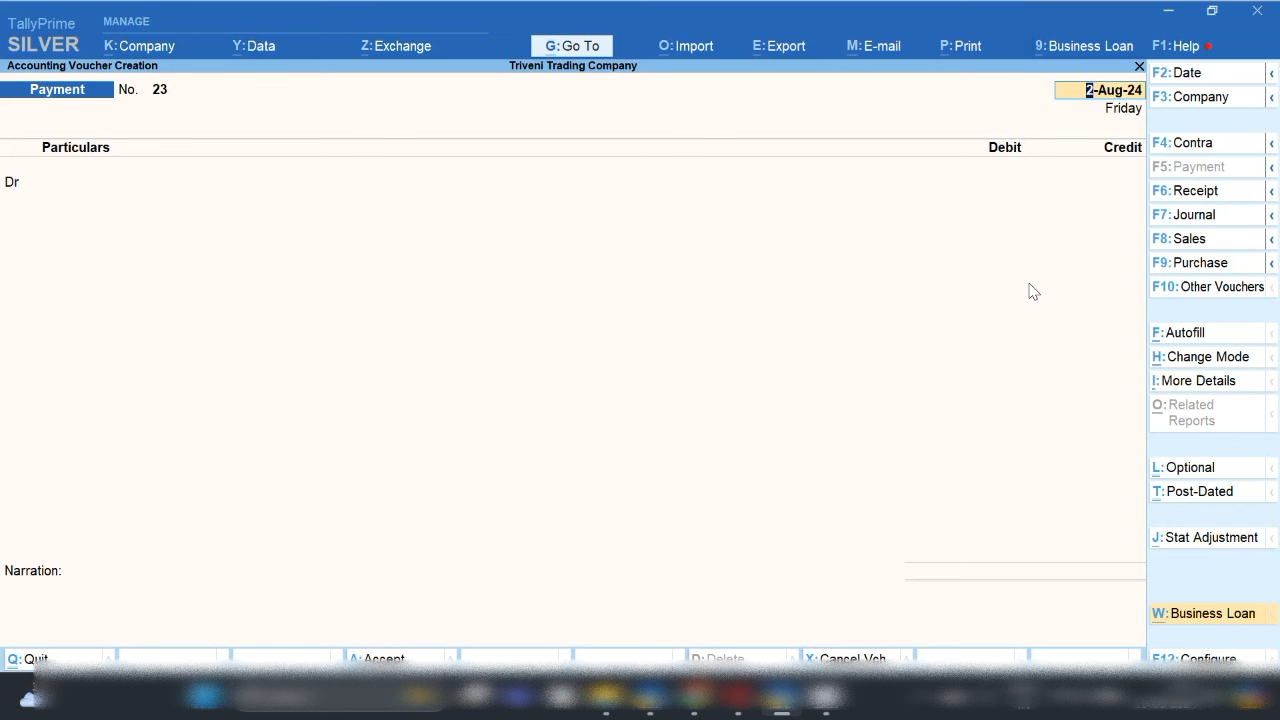 TallyPrime
MANAGE
SILVER
K:Company
Y:Data
Z:Exchange
G:Go To
O:Import
E:Export
M:E-mail
P:Print
9:Business Loan
F1:Help
Accounting Voucher Creation
Triveni Trading Company
Payment No. 23
2-Aug-24
Friday
Particulars
Debit
Credit
Dr
Narration:
Q:Quit
A:Accept
D:Delete
X:Cancel Vch
F2:Date
F3:Company
F4:Contra
F5:Payment
F6:Receipt
F7:Journal
F8:Sales
F9:Purchase
F10:Other Vouchers
F:Autofill
H:Change Mode
I:More Details
O:Related
Reports
L:Optional
T:Post-Dated
J:Stat Adjustment
W:Business Loan
F12:Configure